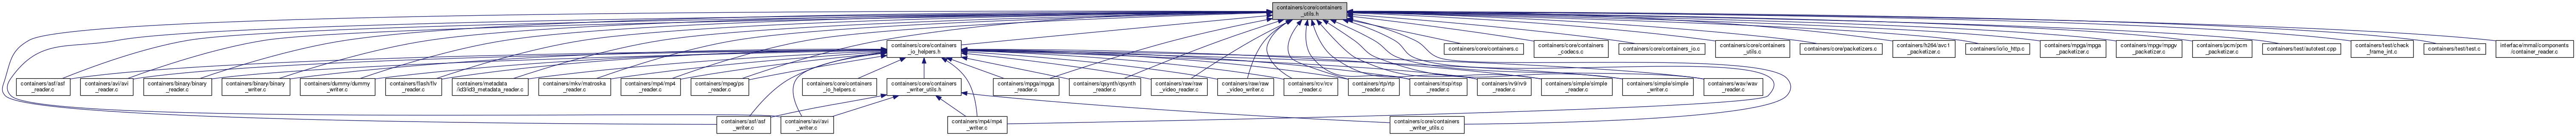 containers/core/containers
_utils.h
containers/core/containers
_io_helpers.h
containers/core/containers.c
containers/core/containers
_codecs.c
containers/core/containers_io.c
containers/core/containers
_utils.c
containers/core/packetizers.c
containers/h264/avc1
_packetizer.c
containers/io/io_http.c
containers/mpga/mpga
_packetizer.c
containers/mpgv/mpgv
_packetizer.c
containers/pcm/pcm
_packetizer.c
containers/test/autotest.cpp
containers/test/check
_frame_int.c
containers/test/test.c
interface/mmal/components
/container_reader.c
containers/asf/asf
_reader.c
containers/avi/avi
_reader.c
containers/binary/binary
_reader.c
containers/binary/binary
_writer.c
containers/dummy/dummy
_writer.c
containers/flash/flv
_reader.c
containers/metadata
/id3/id3_metadata_reader.c
containers/mkv/matroska
_reader.c
containers/mp4/mp4
_reader.c
containers/mpeg/ps
_reader.c
containers/core/containers
_io_helpers.c
containers/core/containers
_writer_utils.h
containers/mpga/mpga
_reader.c
containers/qsynth/qsynth
_reader.c
containers/raw/raw
_video_reader.c
containers/raw/raw
_video_writer.c
containers/rcv/rcv
_reader.c
containers/rtp/rtp
_reader.c
containers/rtsp/rtsp
_reader.c
containers/rv9/rv9
_reader.c
containers/simple/simple
_reader.c
containers/simple/simple
_writer.c
containers/wav/wav
_reader.c
containers/asf/asf
_writer.c
containers/avi/avi
_writer.c
containers/mp4/mp4
_writer.c
containers/core/containers
_writer_utils.c